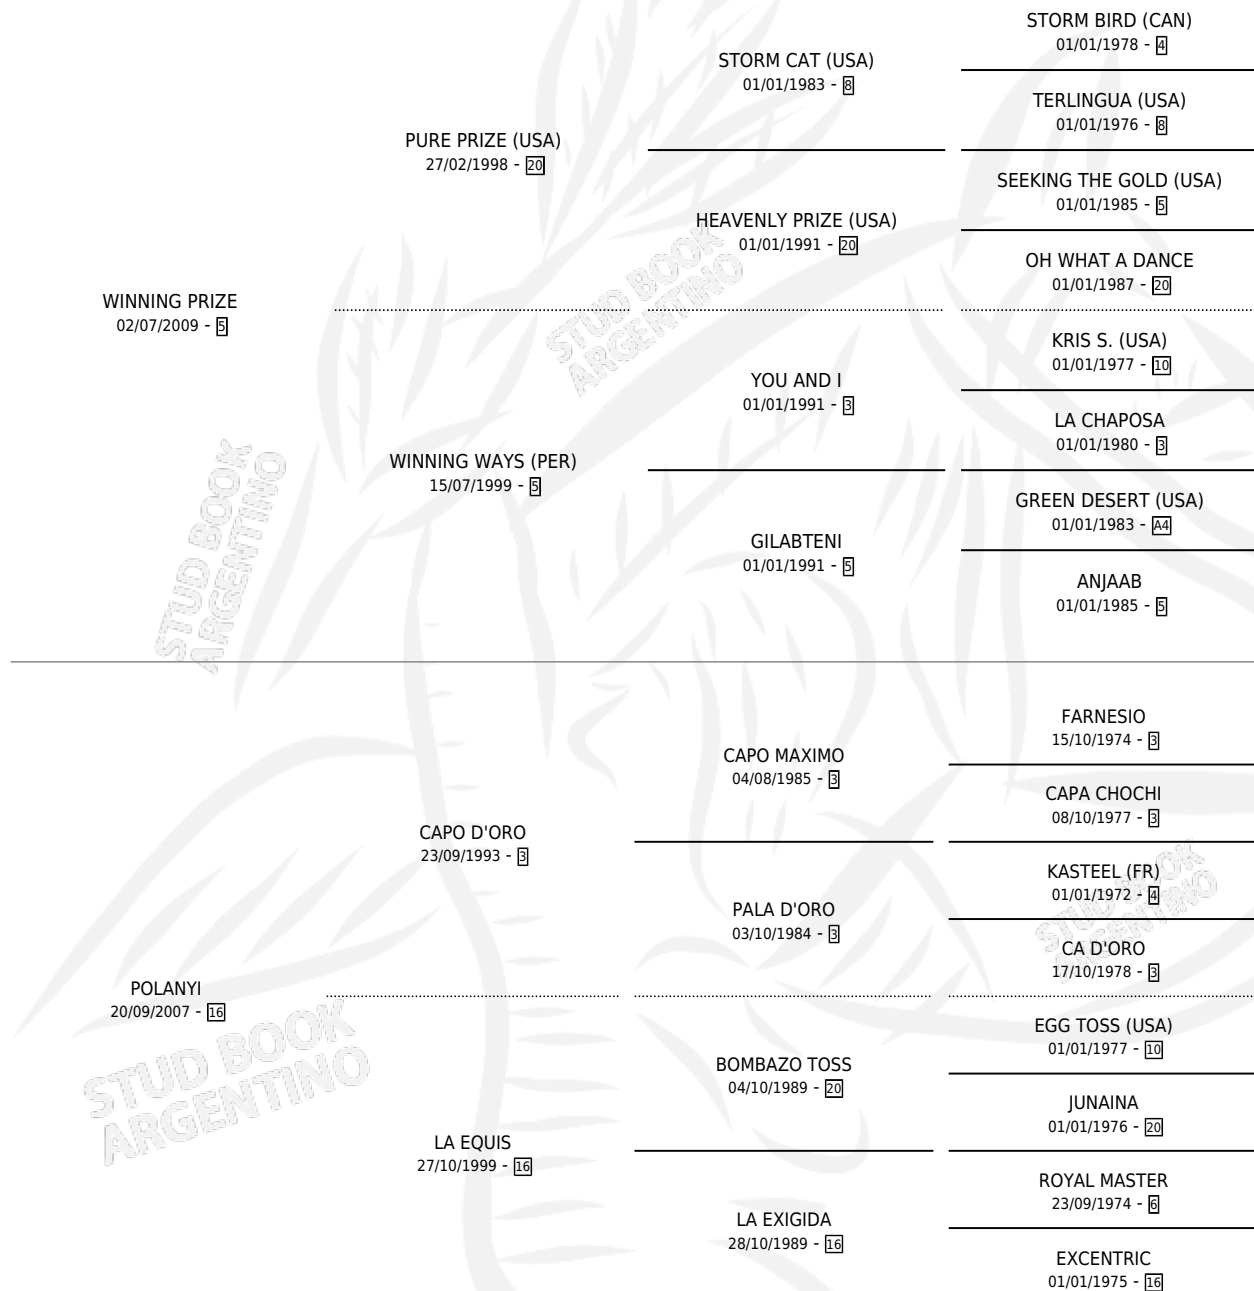 STORM BIRD (CAN)
01/01/1978 - 4
STORM CAT (USA)
01/01/1983 - 8
TERLINGUA (USA)
01/01/1976 - 8
PURE PRIZE (USA)
27/02/1998 - 20
SEEKING THE GOLD (USA)
01/01/1985 - 5
HEAVENLY PRIZE (USA)
01/01/1991 - 20
OH WHAT A DANCE
01/01/1987 - 20
WINNING PRIZE
02/07/2009 - 5
KRIS S. (USA)
01/01/1977 - 10
YOU AND I
01/01/1991 - 3
LA CHAPOSA
01/01/1980 - 3
WINNING WAYS (PER)
15/07/1999 - 5
GREEN DESERT (USA)
01/01/1983 - A4
GILABTENI
01/01/1991 - 5
ANJAAB
01/01/1985 - 5
FARNESIO
15/10/1974 - 3
CAPO MAXIMO
04/08/1985 - 3
CAPA CHOCHI
08/10/1977 - 3
CAPO D'ORO
23/09/1993 - 3
KASTEEL (FR)
01/01/1972 - 4
PALA D'ORO
03/10/1984 - 3
CA D'ORO
17/10/1978 - 3
POLANYI
20/09/2007 - 16
EGG TOSS (USA)
01/01/1977 - 10
BOMBAZO TOSS
04/10/1989 - 20
JUNAINA
01/01/1976 - 20
LA EQUIS
27/10/1999 - 16
ROYAL MASTER
23/09/1974 - 6
LA EXIGIDA
28/10/1989 - 16
EXCENTRIC
01/01/1975 - 16
STUD BOOK
ARGENTINO
STUD BOOK
ARGENTINO
STUD BOOK
ARGENTINO
STUD BOOK
ARGENTINO